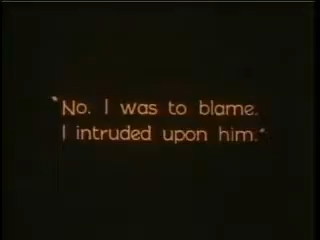 "No. I was to blame.
I intruded upon him."